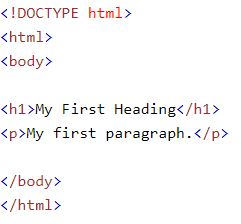 <!DOCTYPE html>
<html>
<body>

<h1>My First Heading</h1>
<p>My first paragraph.</p>

</body>
</html>